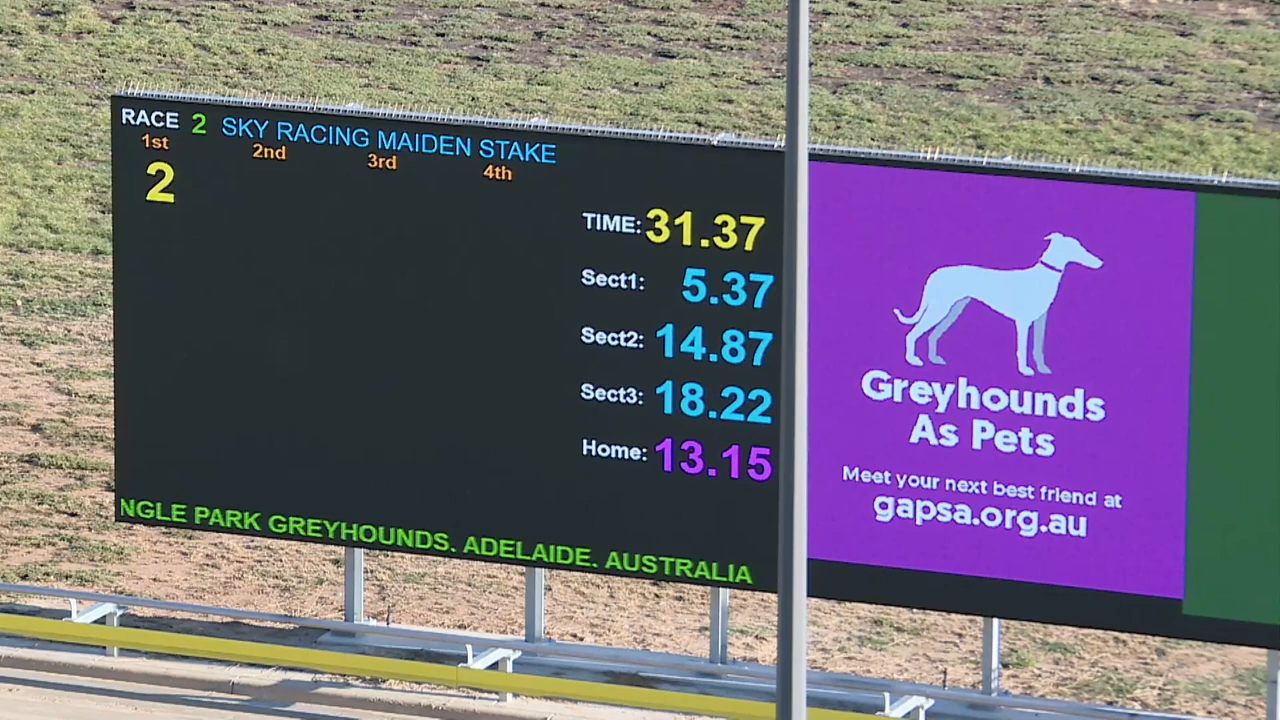 RACE 2 SKY RACING MAIDEN STAKE
1st 2nd 3rd 4th
2
TIME: 31.37
Sect1: 5.37
Sect2: 14.87
Sect3: 18.22
Home: 13.15
NGLE PARK GREYHOUNDS. ADELAIDE. AUSTRALIA
Greyhounds
As Pets
Meet your next best friend at
gapsa.org.au